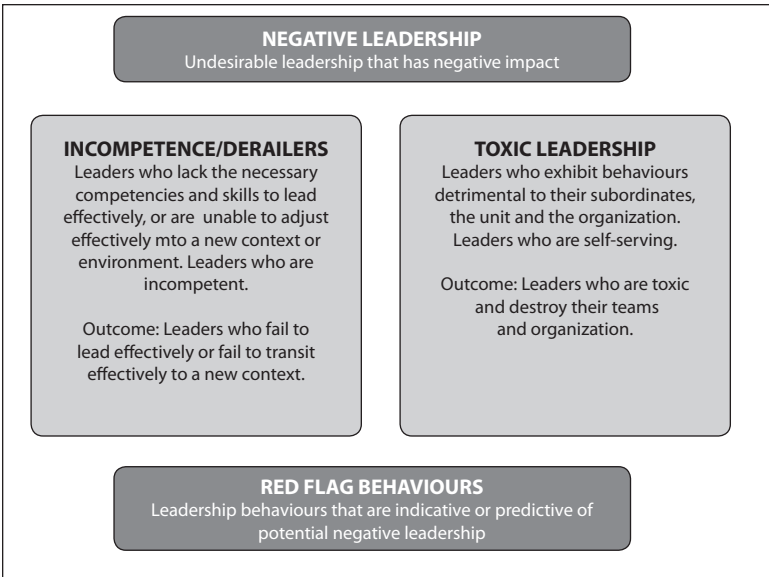 NEGATIVE LEADERSHIP
Undesirable leadership that has negative impact
INCOMPETENCE/DERAILERS
Leaders who lack the necessary
competencies and skills to lead
effectively, or are unable to adjust
effectively mto a new context or
environment. Leaders who are
incompetent.
Outcome: Leaders who fail to
lead effectively or fail to transit
effectively to a new context.
TOXIC LEADERSHIP
Leaders who exhibit behaviours
detrimental to their subordinates,
the unit and the organization.
Leaders who are self-serving.
Outcome: Leaders who are toxic
and destroy their teams
and organization.
RED FLAG BEHAVIOURS
Leadership behaviours that are indicative or predictive of
potential negative leadership